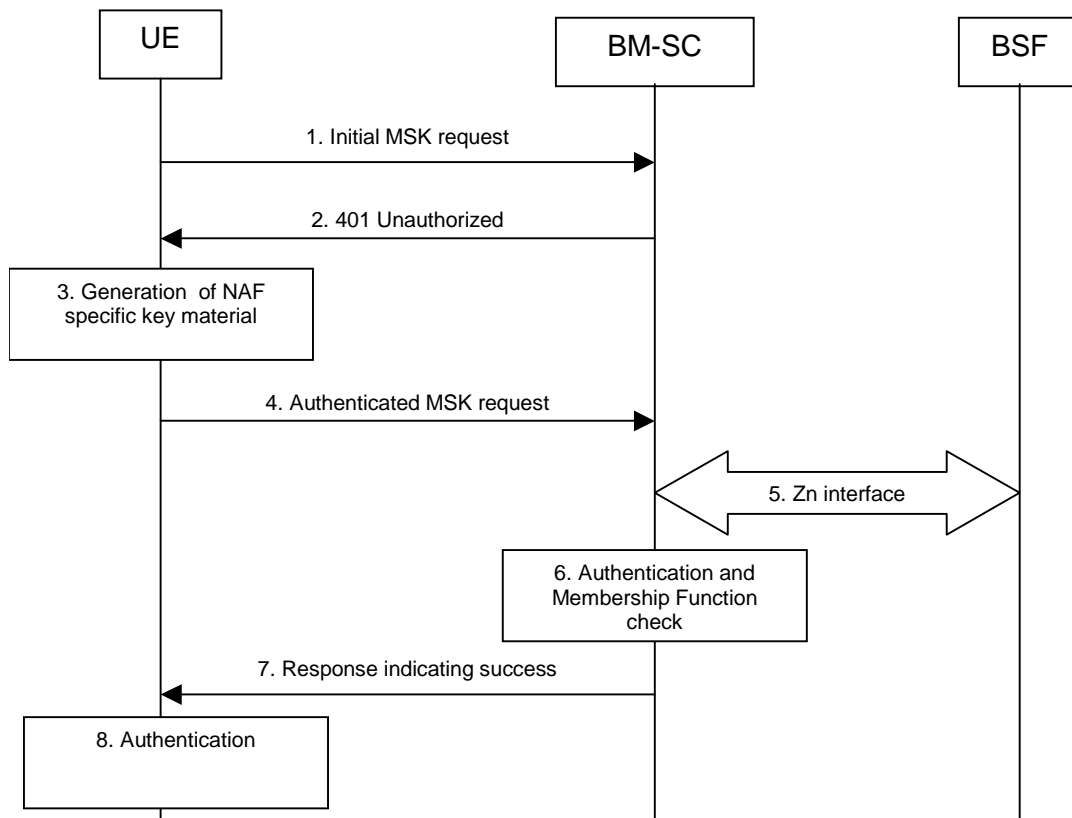 UE
BM-SC
BSF
1. Initial MSK request
2. 401 Unauthorized
3. Generation of NAF
specific key material
4. Authenticated MSK request
5. Zn interface
6. Authentication and
Membership Function
check
7. Response indicating success
8. Authentication